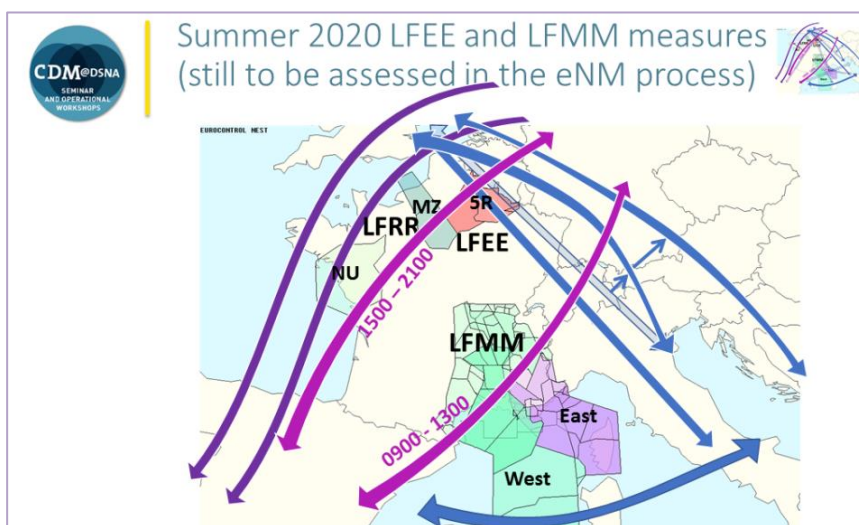 Summer 2020 LFEE and LFMM measures
(still to be assessed in the eNM process)
CDM@DSNA
SEMINAR
AND OPERATIONAL
WORKSHOPS
EUROCONTROL NEST
MZ
5R
LFRR
LFEE
NU
1500 – 2100
LFMM
0900 - 1300
East
West